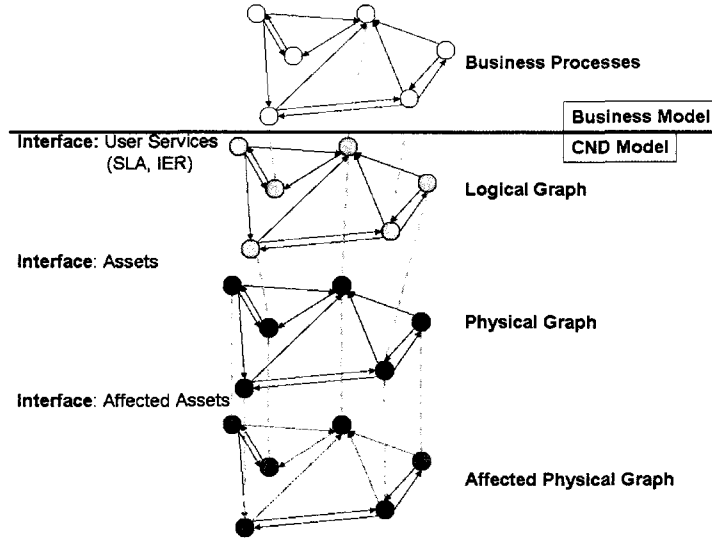 Business Processes
Business Model
Interface: User Services
(SLA, IER)
CND Model
Logical Graph
Interface: Assets
Physical Graph
Interface: Affected Assets
Affected Physical Graph